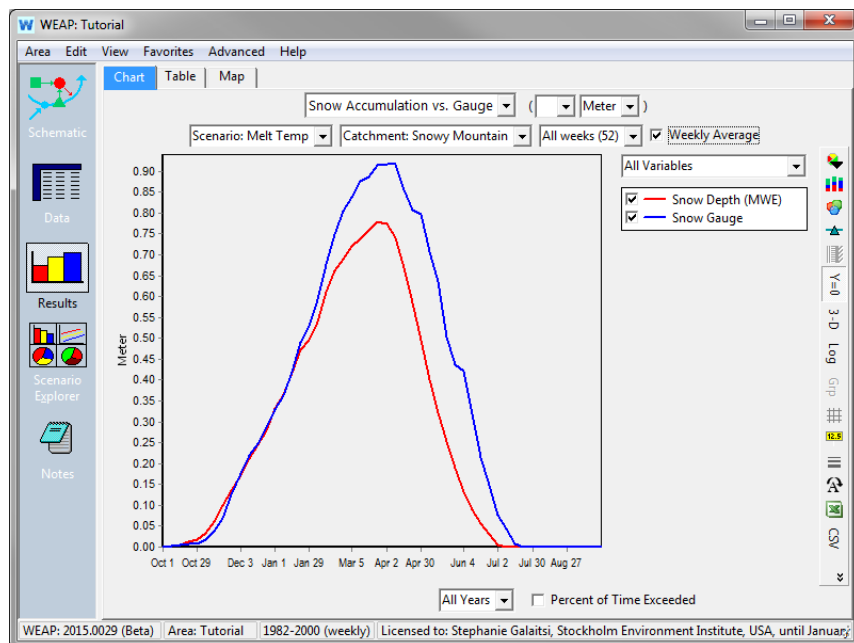 WEAP: Tutorial
Area Edit View Favorites Advanced Help
Chart Table Map
Snow Accumulation vs. Gauge ( Meter )
Scenario: Melt Temp Catchment: Snowy Mountain All weeks (52) Weekly Average
Schematic
Data
Results
Scenario
Explorer
Notes
All Variables
Snow Depth (MWE)
Snow Gauge
Meter
0.90
0.85
0.80
0.75
0.70
0.65
0.60
0.55
0.50
0.45
0.40
0.35
0.30
0.25
0.20
0.15
0.10
0.05
0.00
Oct 1 Oct 29 Dec 3 Jan 1 Jan 29 Mar 5 Apr 2 Apr 30 Jun 4 Jul 2 Jul 30 Aug 27
Y=0
3-D
Log
Grp
12.5
A
CSV
All Years Percent of Time Exceeded
WEAP: 2015.0029 (Beta) Area: Tutorial 1982-2000 (weekly) Licensed to: Stephanie Galaitsi, Stockholm Environment Institute, USA, until January